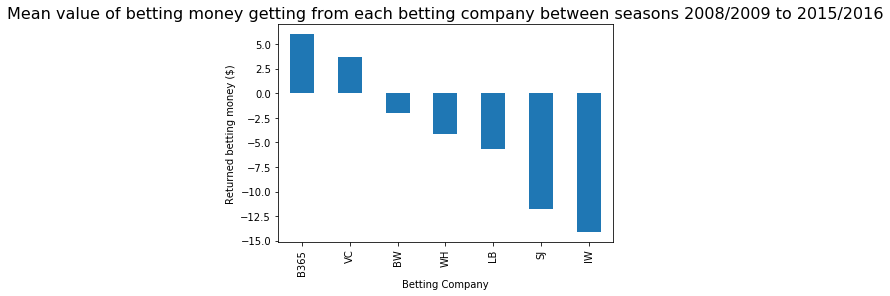 Mean value of betting money getting from each betting company between seasons 2008/2009 to 2015/2016
Returned betting money ($)
5.0
2.5
0.0
−2.5
−5.0
−7.5
−10.0
−12.5
−15.0
B365
VC
BW
WH
LB
SJ
IW
Betting Company